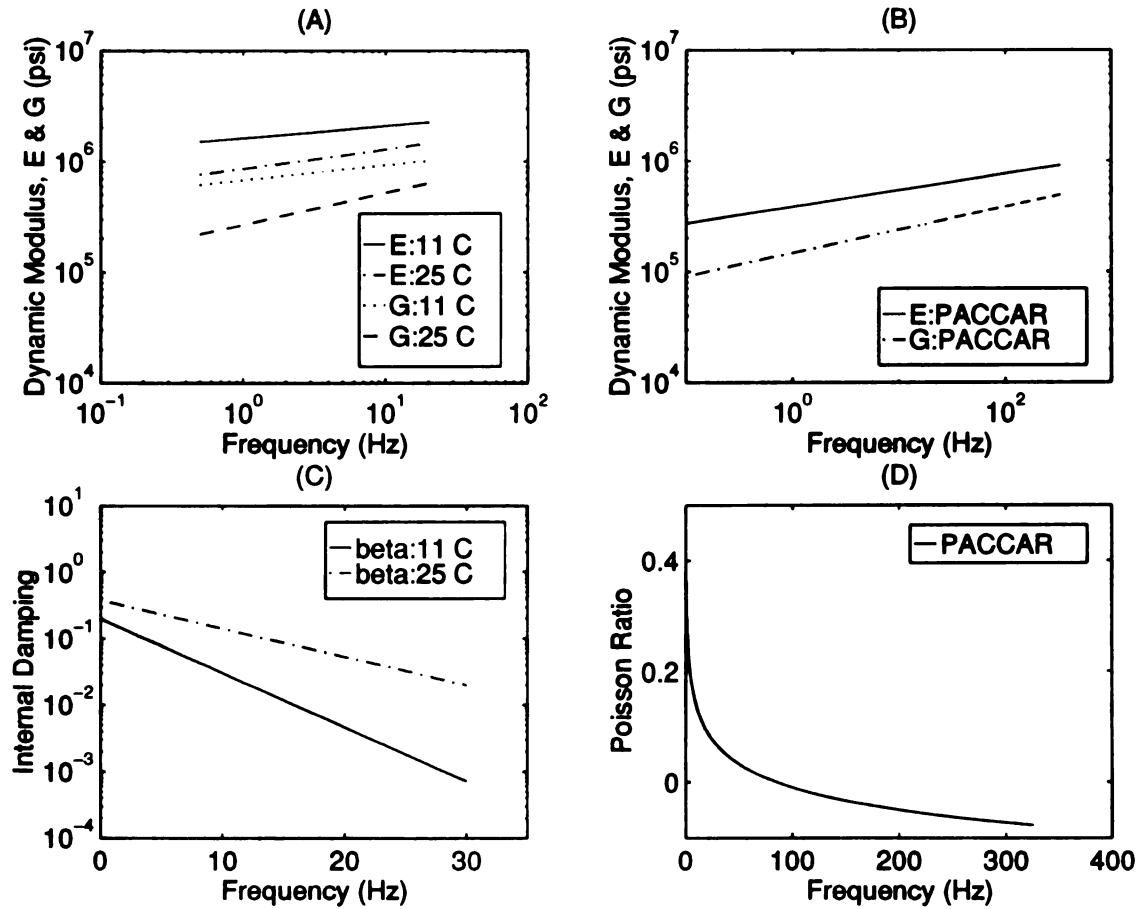 (A)
Dynamic Modulus, E & G (psi)
10^7
10^6
10^5
10^4
E:11 C
E:25 C
G:11 C
G:25 C
10^-1 10^0 10^1 10^2
Frequency (Hz)
(B)
Dynamic Modulus, E & G (psi)
10^7
10^6
10^5
10^4
E:PACCAR
G:PACCAR
10^0 10^2
Frequency (Hz)
(C)
Internal Damping
10^1
10^0
10^-1
10^-2
10^-3
10^-4
beta:11 C
beta:25 C
0 10 20 30
Frequency (Hz)
(D)
Poisson Ratio
0.4
0.2
0
PACCAR
0 100 200 300 400
Frequency (Hz)